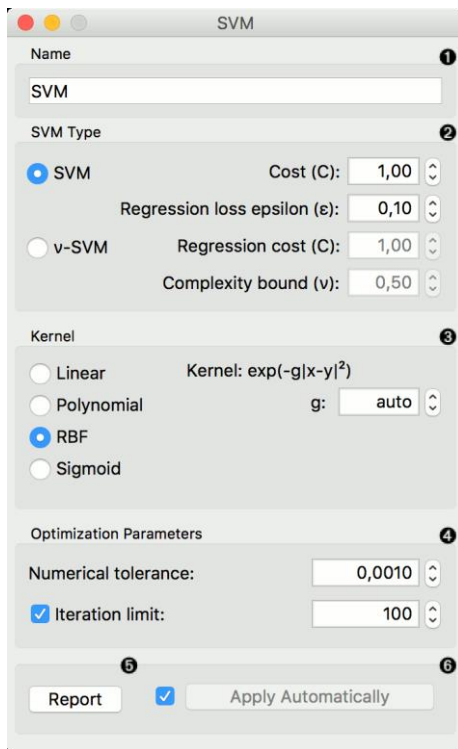 SVM
Name ❶
SVM
SVM Type ❷
SVM Cost (C): 1,00
Regression loss epsilon (ε): 0,10
ν-SVM Regression cost (C): 1,00
Complexity bound (ν): 0,50
Kernel ❸
Linear Kernel: exp(-g|x-y|²)
Polynomial g: auto
RBF
Sigmoid
Optimization Parameters ❹
Numerical tolerance: 0,0010
Iteration limit: 100
❺ ❻
Report Apply Automatically